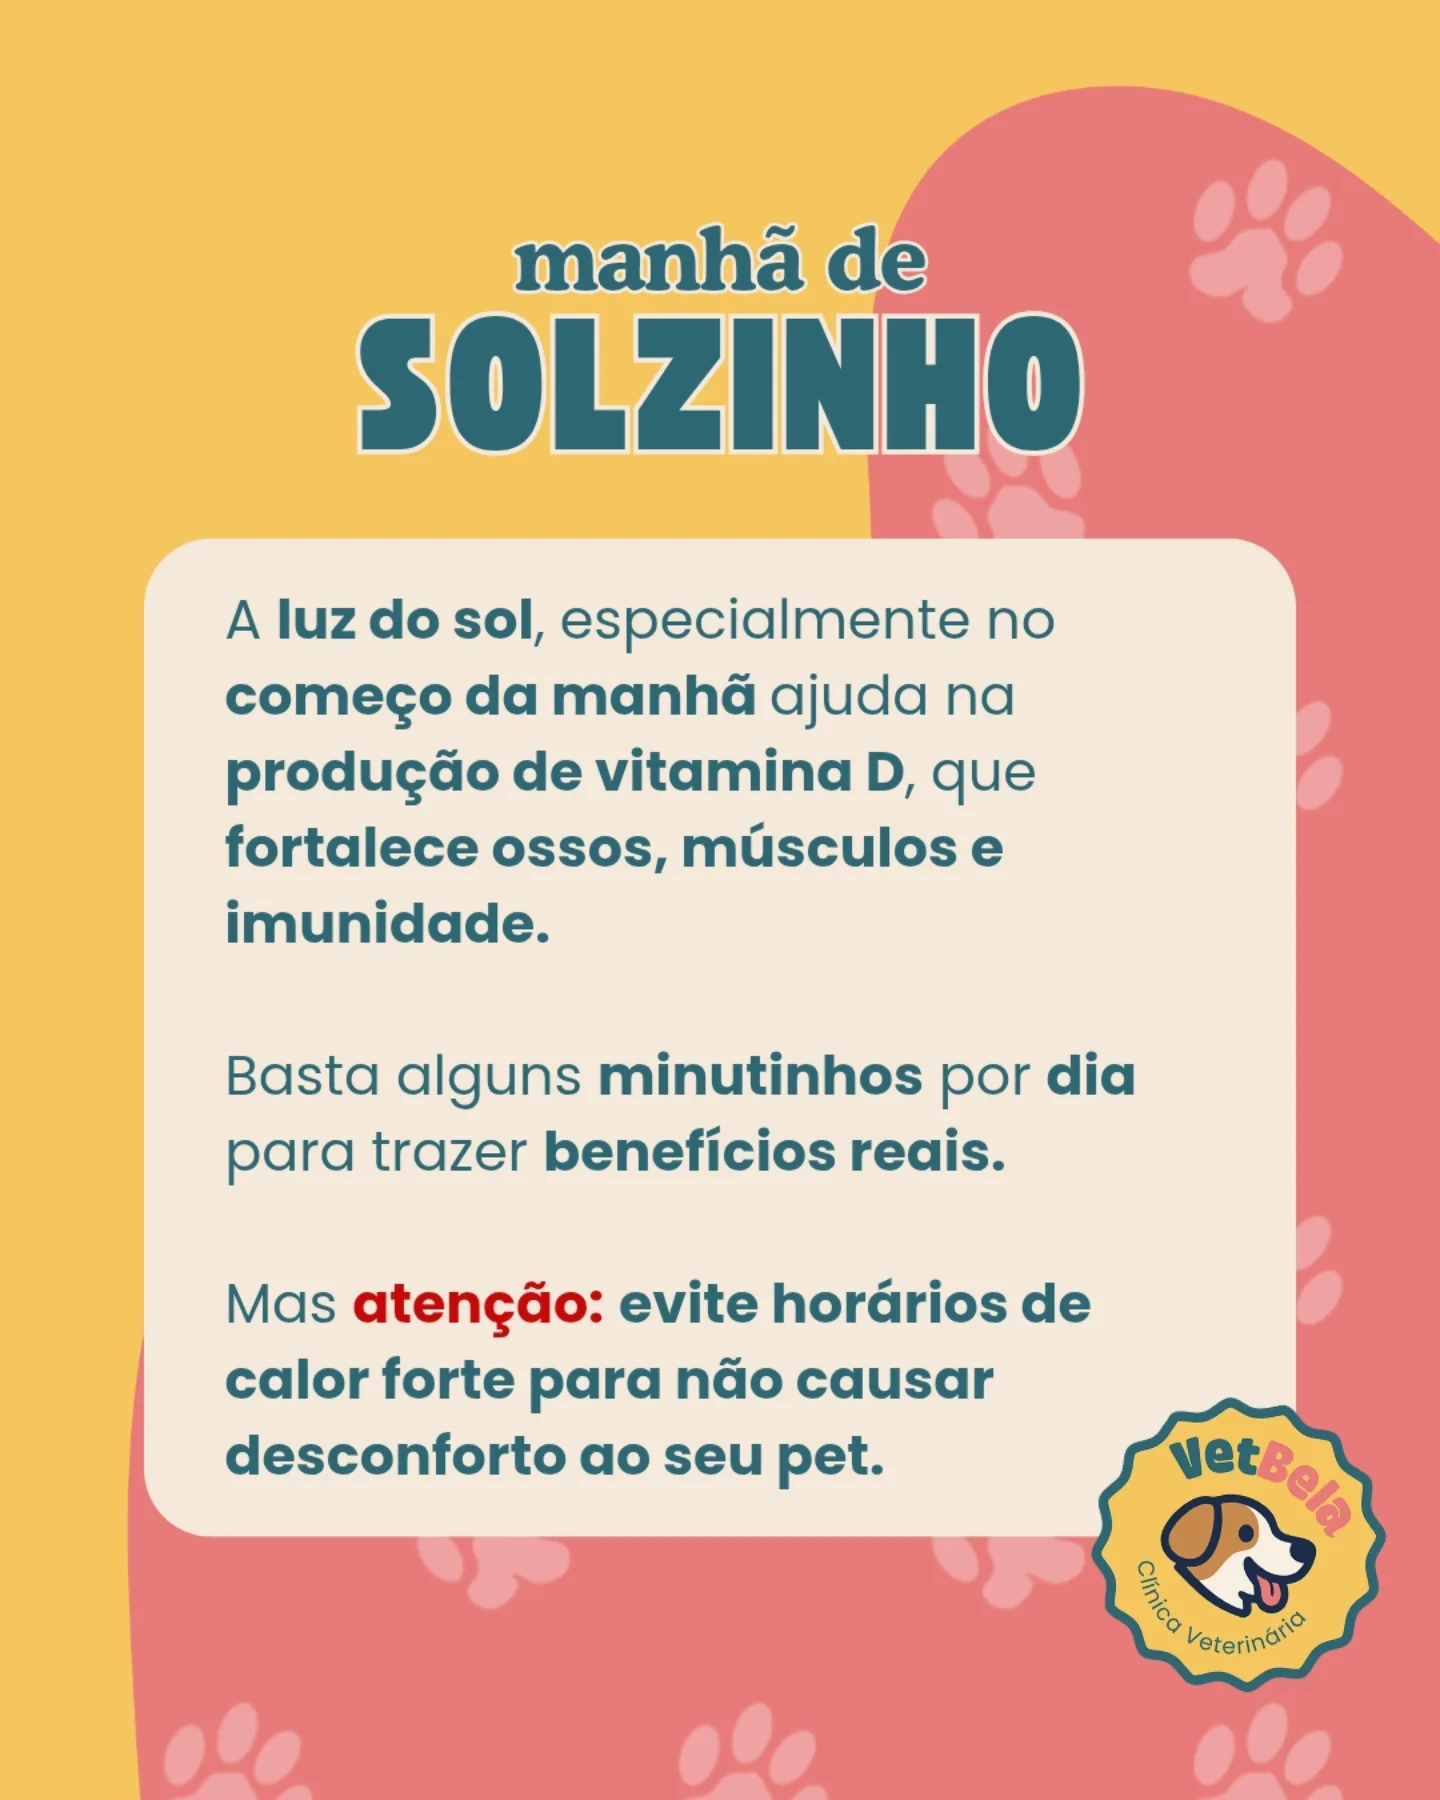 manhã de
SOLZINHO
A luz do sol, especialmente no
começo da manhã ajuda na
produção de vitamina D, que
fortalece ossos, músculos e
imunidade.
Basta alguns minutinhos por dia
para trazer benefícios reais.
Mas atenção: evite horários de
calor forte para não causar
desconforto ao seu pet.
VetBela
Clínica Veterinária